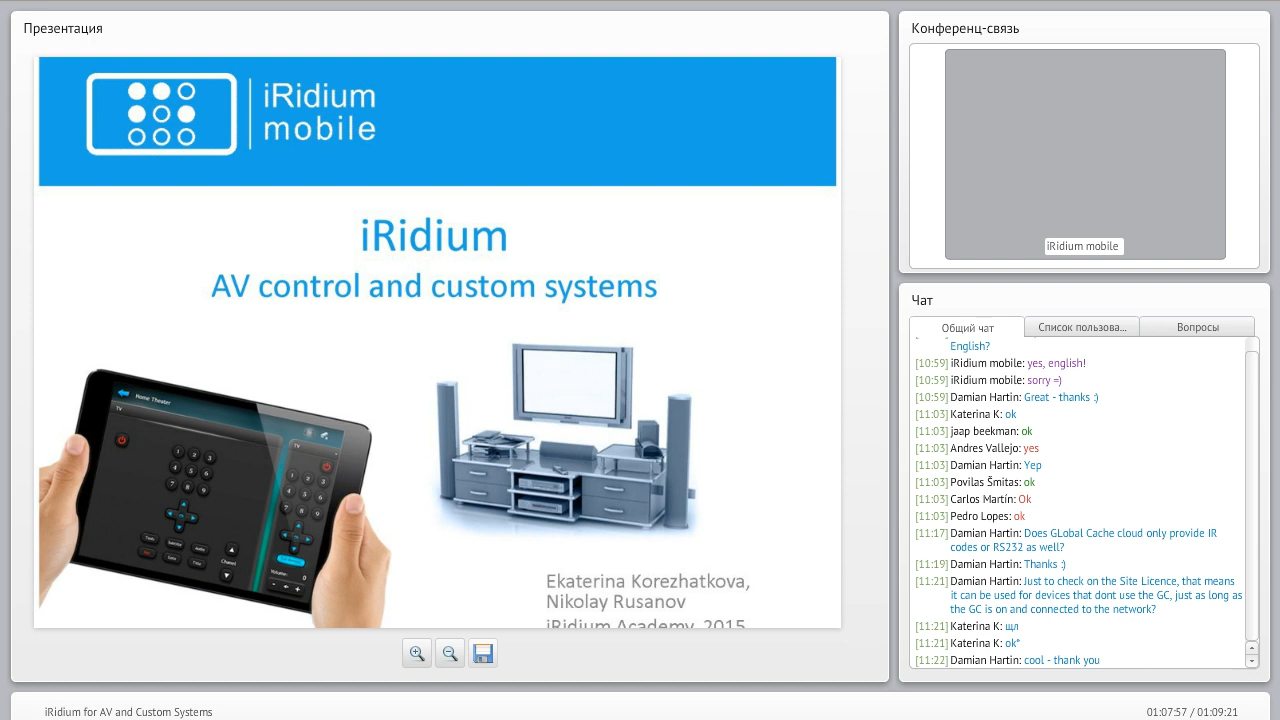 Презентация
iRidium
mobile
iRidium
AV control and custom systems
Home Theater
TV
TV
Ekaterina Korezhatkova,
Nikolay Rusanov
iRidium Academy, 2015
Конференц-связь
iRidium mobile
Чат
Общий чат
Список пользова...
Вопросы
English?
[10:59] iRidium mobile: yes, english!
[10:59] iRidium mobile: sorry =)
[10:59] Damian Hartin: Great - thanks :)
[11:03] Katerina K: ok
[11:03] jaap beekman: ok
[11:03] Andres Vallejo: yes
[11:03] Damian Hartin: Yep
[11:03] Povilas Šmitas: ok
[11:03] Carlos Martín: Ok
[11:03] Pedro Lopes: ok
[11:17] Damian Hartin: Does GLobal Cache cloud only provide IR
codes or RS232 as well?
[11:19] Damian Hartin: Thanks :)
[11:21] Damian Hartin: Just to check on the Site Licence, that means
it can be used for devices that dont use the GC, just as long as
the GC is on and connected to the network?
[11:21] Katerina K: щл
[11:21] Katerina K: ok*
[11:22] Damian Hartin: cool - thank you
iRidium for AV and Custom Systems
01:07:57 / 01:09:21